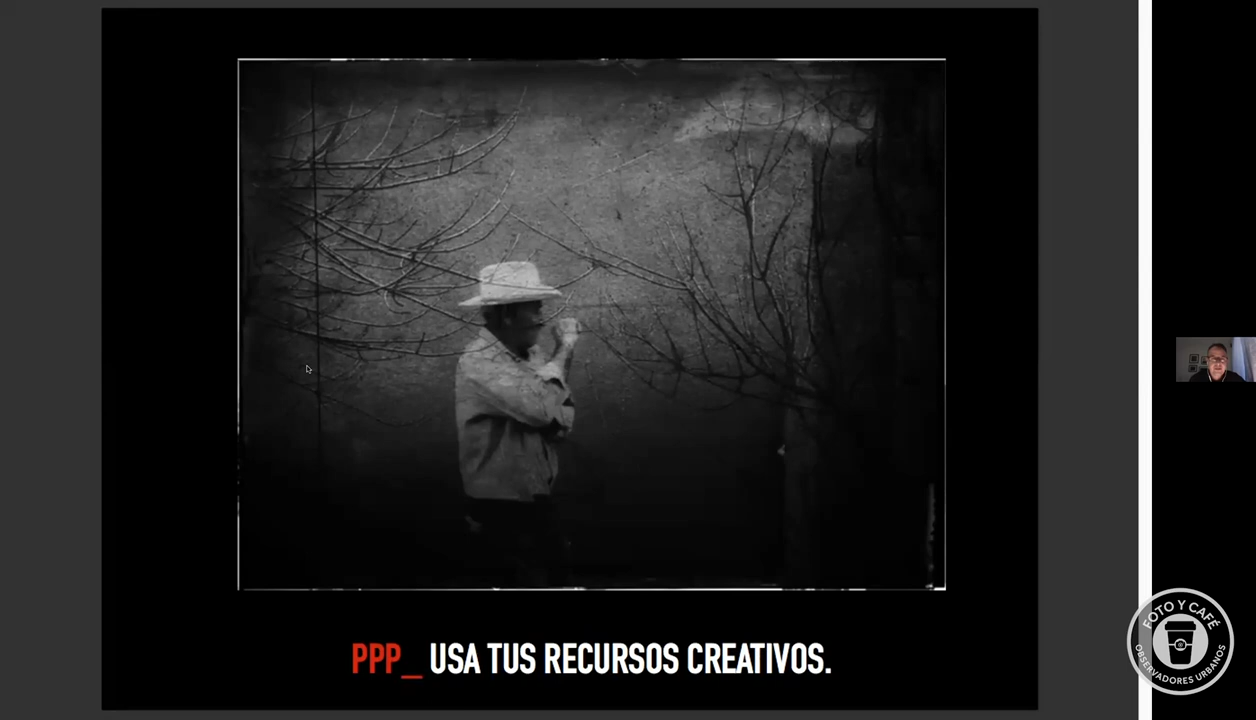 PPP_ USA TUS RECURSOS CREATIVOS.
FOTO Y CAFÉ
OBSERVADORES URBANOS